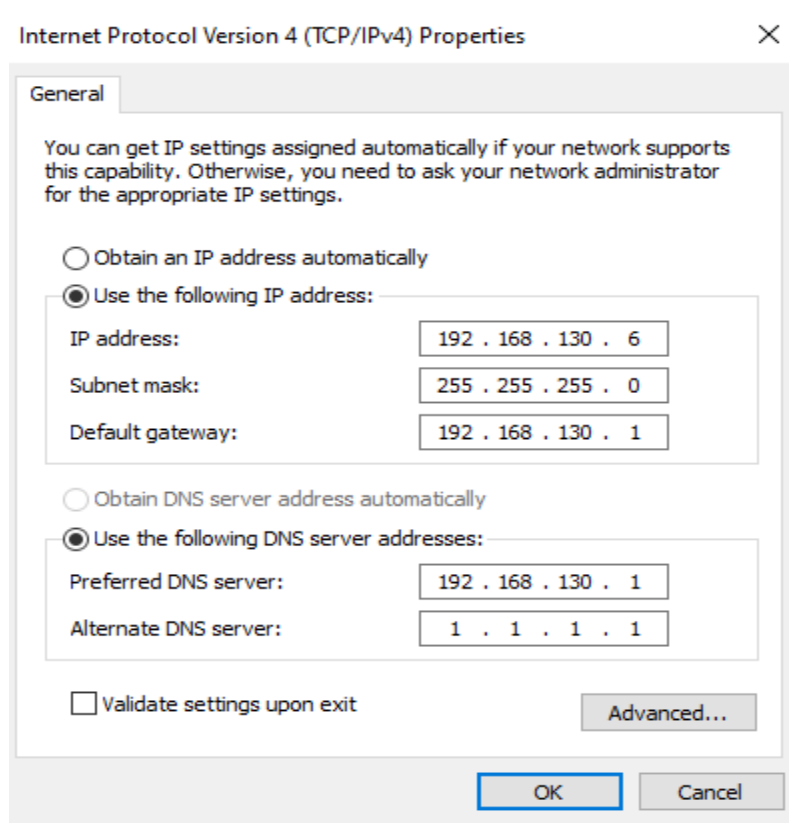 Internet Protocol Version 4 (TCP/IPv4) Properties
General
You can get IP settings assigned automatically if your network supports
this capability. Otherwise, you need to ask your network administrator
for the appropriate IP settings.
Obtain an IP address automatically
Use the following IP address:
IP address: 192 . 168 . 130 . 6
Subnet mask: 255 . 255 . 255 . 0
Default gateway: 192 . 168 . 130 . 1
Obtain DNS server address automatically
Use the following DNS server addresses:
Preferred DNS server: 192 . 168 . 130 . 1
Alternate DNS server: 1 . 1 . 1 . 1
Validate settings upon exit
Advanced...
OK Cancel